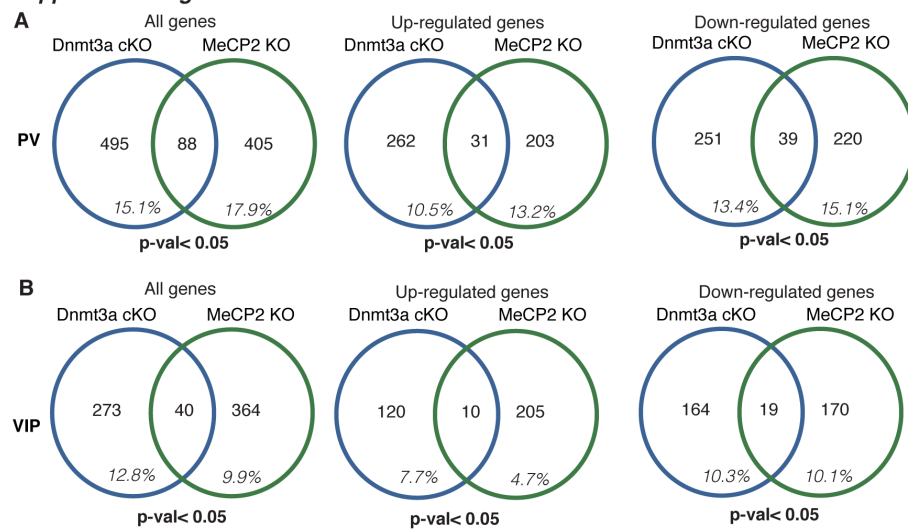 A
All genes
Up-regulated genes
Down-regulated genes
Dnmt3a cKO MeCP2 KO
Dnmt3a cKO MeCP2 KO
Dnmt3a cKO MeCP2 KO
PV
495 88 405
262 31 203
251 39 220
15.1% 17.9%
10.5% 13.2%
13.4% 15.1%
p-val< 0.05
p-val< 0.05
p-val< 0.05
B
All genes
Up-regulated genes
Down-regulated genes
Dnmt3a cKO MeCP2 KO
Dnmt3a cKO MeCP2 KO
Dnmt3a cKO MeCP2 KO
VIP
273 40 364
120 10 205
164 19 170
12.8% 9.9%
7.7% 4.7%
10.3% 10.1%
p-val< 0.05
p-val< 0.05
p-val< 0.05